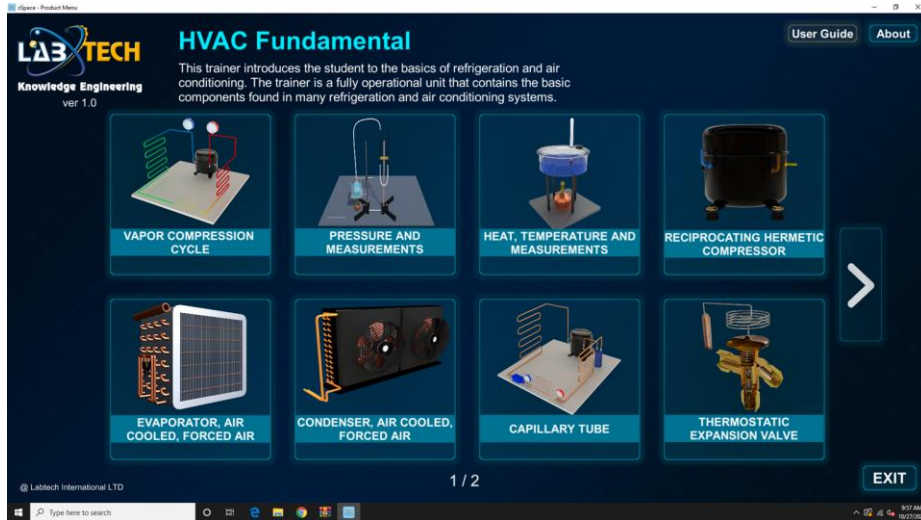 zSpace - Product Menu
LABTECH
Knowledge Engineering
ver 1.0
HVAC Fundamental
This trainer introduces the student to the basics of refrigeration and air
conditioning. The trainer is a fully operational unit that contains the basic
components found in many refrigeration and air conditioning systems.
User Guide
About
VAPOR COMPRESSION
CYCLE
PRESSURE AND
MEASUREMENTS
HEAT, TEMPERATURE AND
MEASUREMENTS
RECIPROCATING HERMETIC
COMPRESSOR
EVAPORATOR, AIR
COOLED, FORCED AIR
CONDENSER, AIR COOLED,
FORCED AIR
CAPILLARY TUBE
THERMOSTATIC
EXPANSION VALVE
1 / 2
@ Labtech International LTD
EXIT
Type here to search
9:57 AM